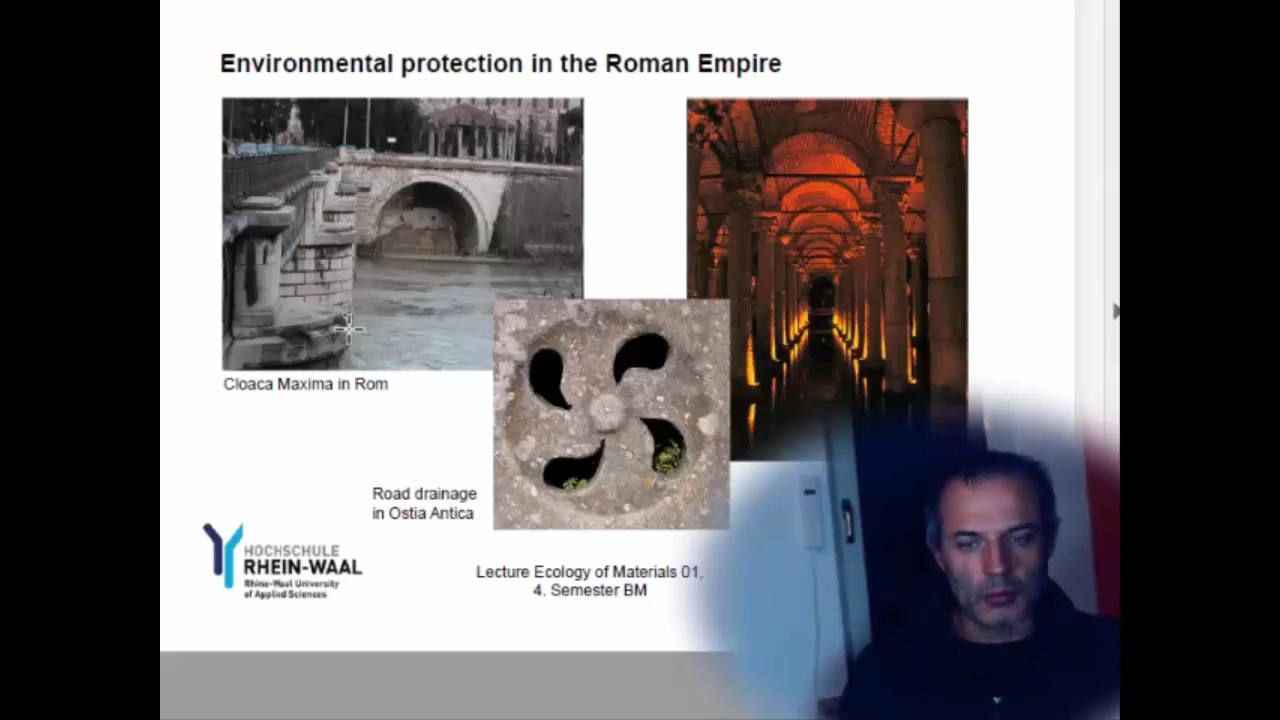 Environmental protection in the Roman Empire
Cloaca Maxima in Rom
Road drainage
in Ostia Antica
HOCHSCHULE
RHEIN-WAAL
Rhine-Waal University
of Applied Sciences
Lecture Ecology of Materials 01,
4. Semester BM